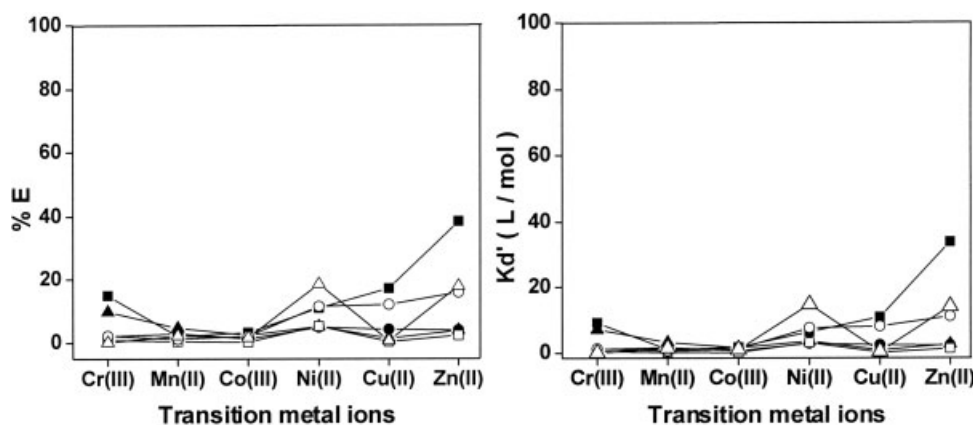 % E
100
80
60
40
20
0
Cr(III) Mn(II) Co(III) Ni(II) Cu(II) Zn(II)
Transition metal ions
Kd' ( L / mol )
100
80
60
40
20
0
Cr(III) Mn(II) Co(III) Ni(II) Cu(II) Zn(II)
Transition metal ions